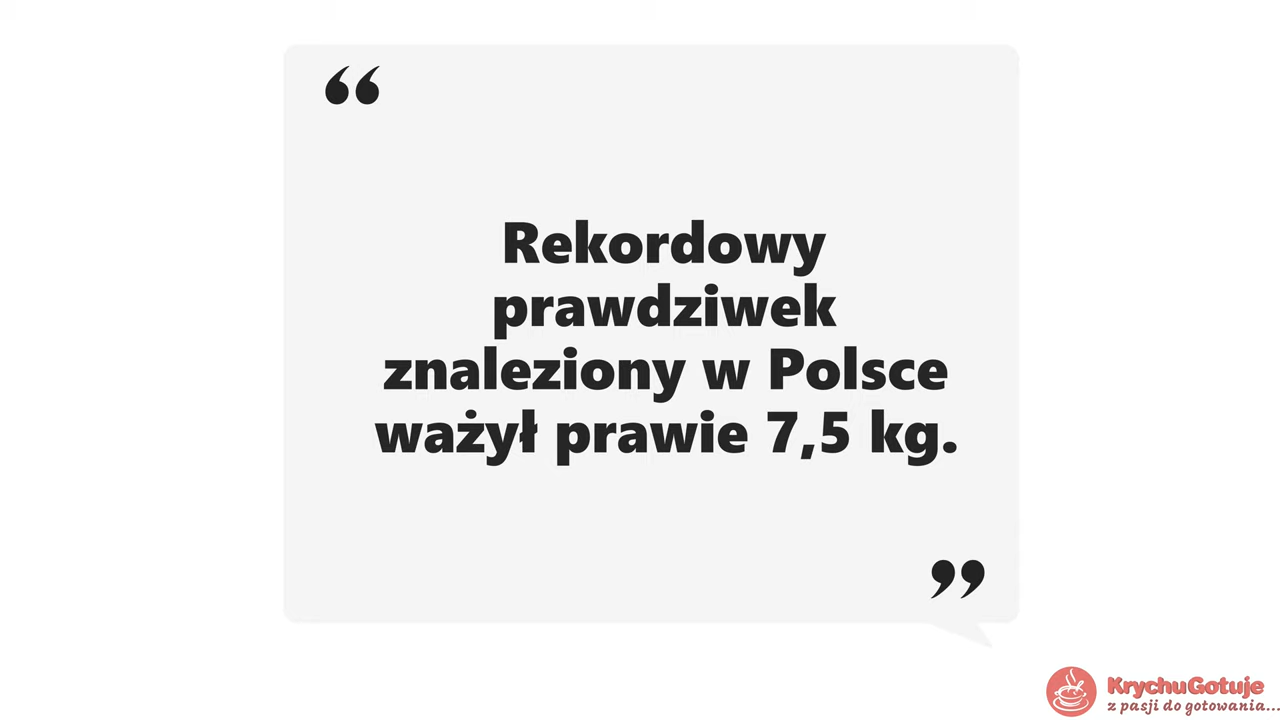 “
Rekordowy
prawdziwek
znaleziony w Polsce
ważył prawie 7,5 kg.
”
KrychuGotuje
z pasji do gotowania...